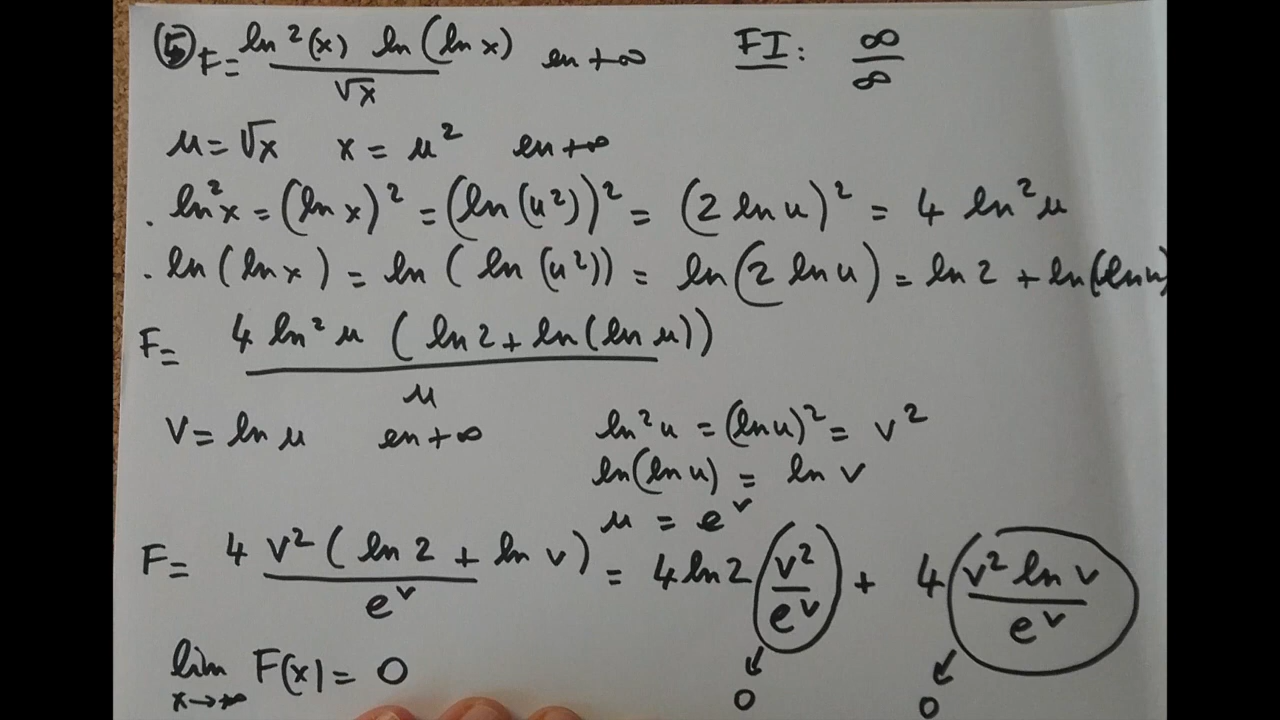 ⑤ F = ln²(x) ln(ln x) / √x en +∞ FI: ∞/∞
u = √x x = u² en +∞
. ln²x = (ln x)² = (ln(u²))² = (2 ln u)² = 4 ln²u
. ln(ln x) = ln(ln(u²)) = ln(2 ln u) = ln 2 + ln(ln u)
F = 4 ln²u (ln 2 + ln(ln u)) / u
V = ln u en +∞ ln²u = (ln u)² = v²
ln(ln u) = ln v
u = e^v
F = 4 v² (ln 2 + ln v) / e^v = 4 ln 2 (v² / e^v) + 4 (v² ln v / e^v)
↙ 0 ↙ 0
lim x→+∞ F(x) = 0